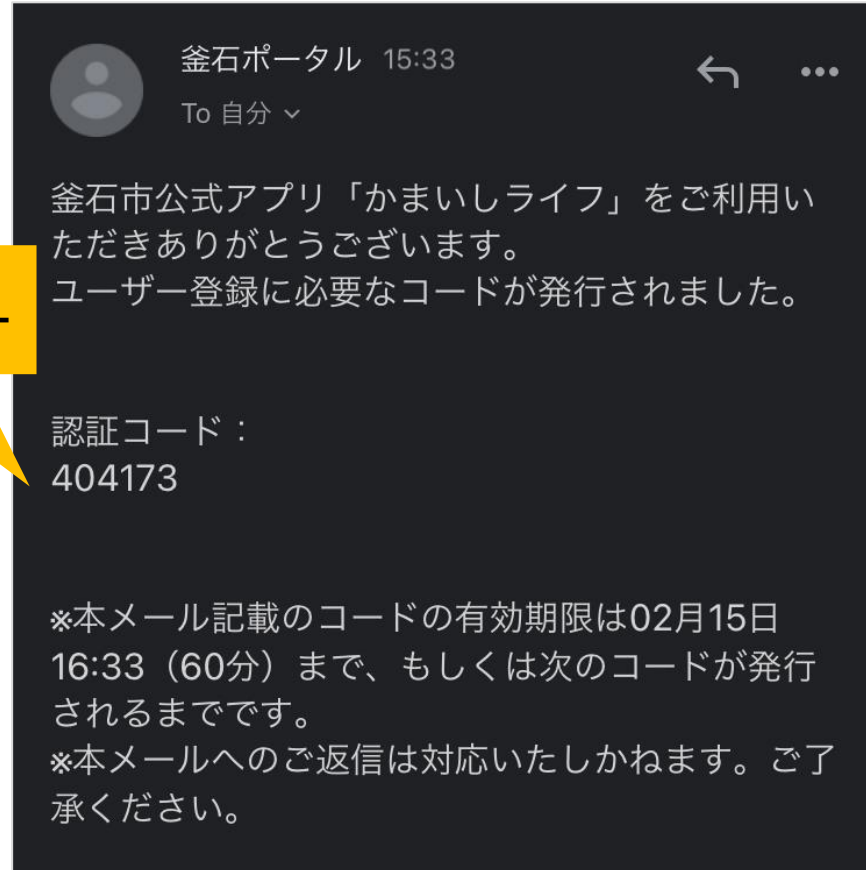 釜石ポータル 15:33
To 自分
釜石市公式アプリ「かまいしライフ」をご利用い
ただきありがとうございます。
ユーザー登録に必要なコードが発行されました。
認証コード：
404173
※本メール記載のコードの有効期限は02月15日
16:33（60分）まで、もしくは次のコードが発行
されるまでです。
※本メールへのご返信は対応いたしかねます。ご了
承ください。